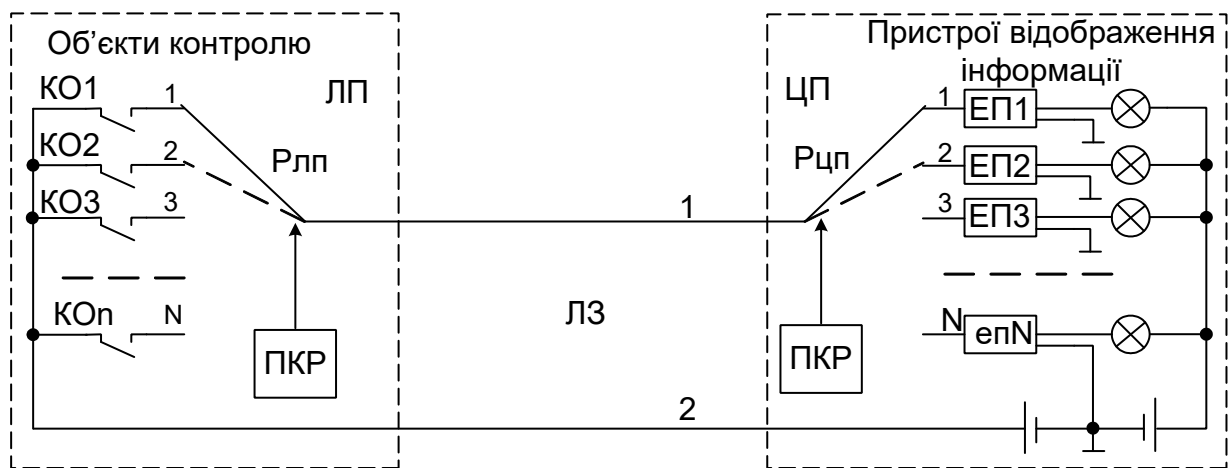 Об’єкти контролю
ЛП
КО1
1
КО2
2
КО3
3
КОn
N
Рлп
ПКР
1
ЛЗ
2
Пристрої відображення
інформації
ЦП
Рцп
ПКР
1
ЕП1
2
ЕП2
3
ЕП3
N
епN